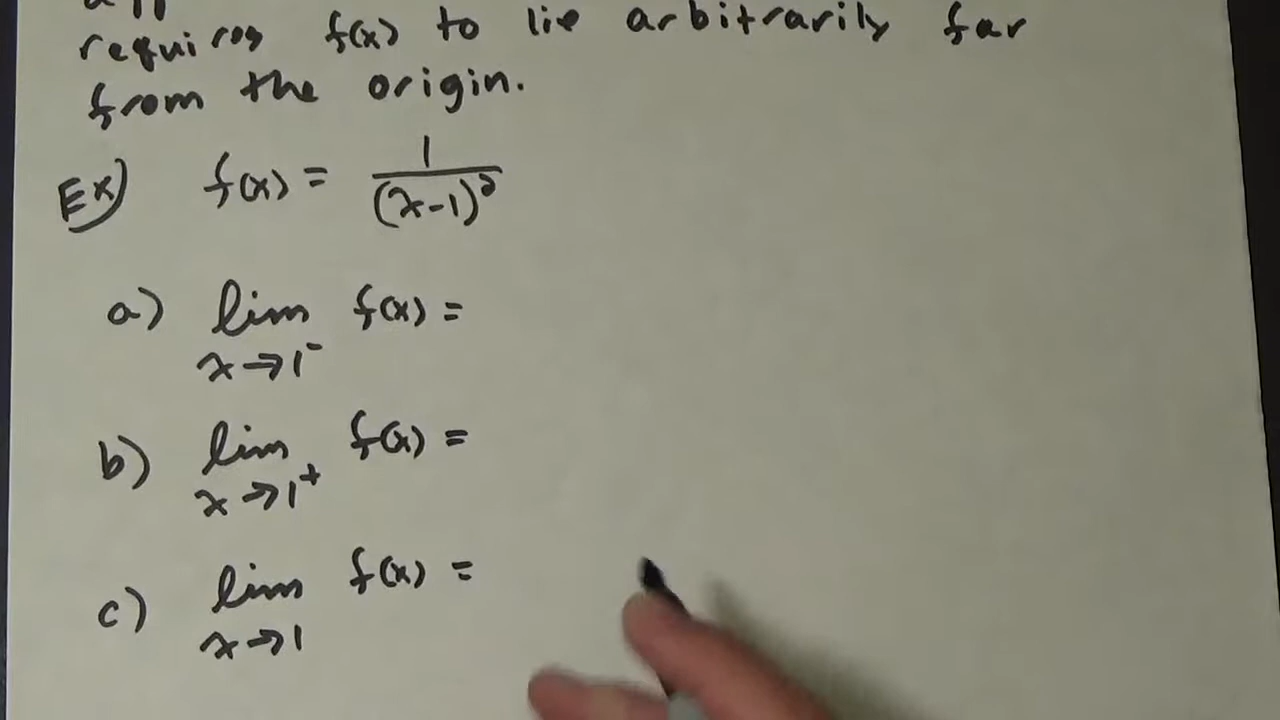 requires f(x) to lie arbitrarily far
from the origin.
Ex) f(x) = 1/(x-1)²
a) lim f(x) =
x→1⁻
b) lim f(x) =
x→1⁺
c) lim f(x) =
x→1